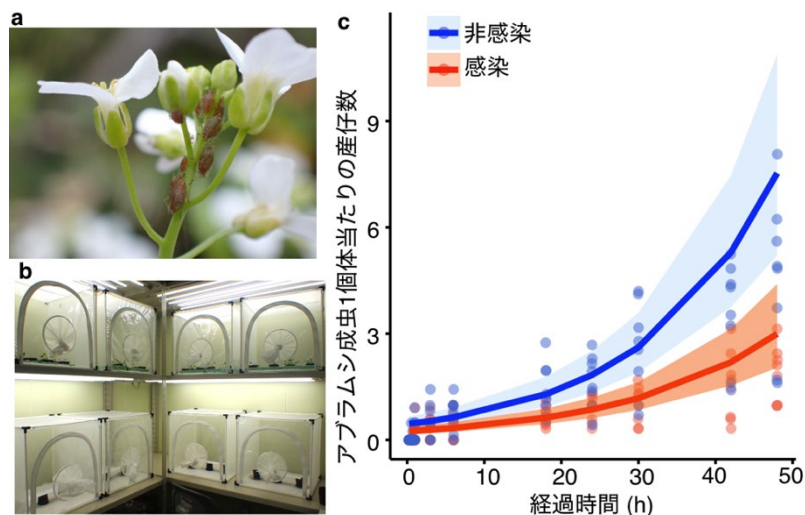 a
b
c
非感染
感染
アブラムシ成虫1個体当たりの産仔数
9
6
3
0
0
10
20
30
40
50
経過時間 (h)